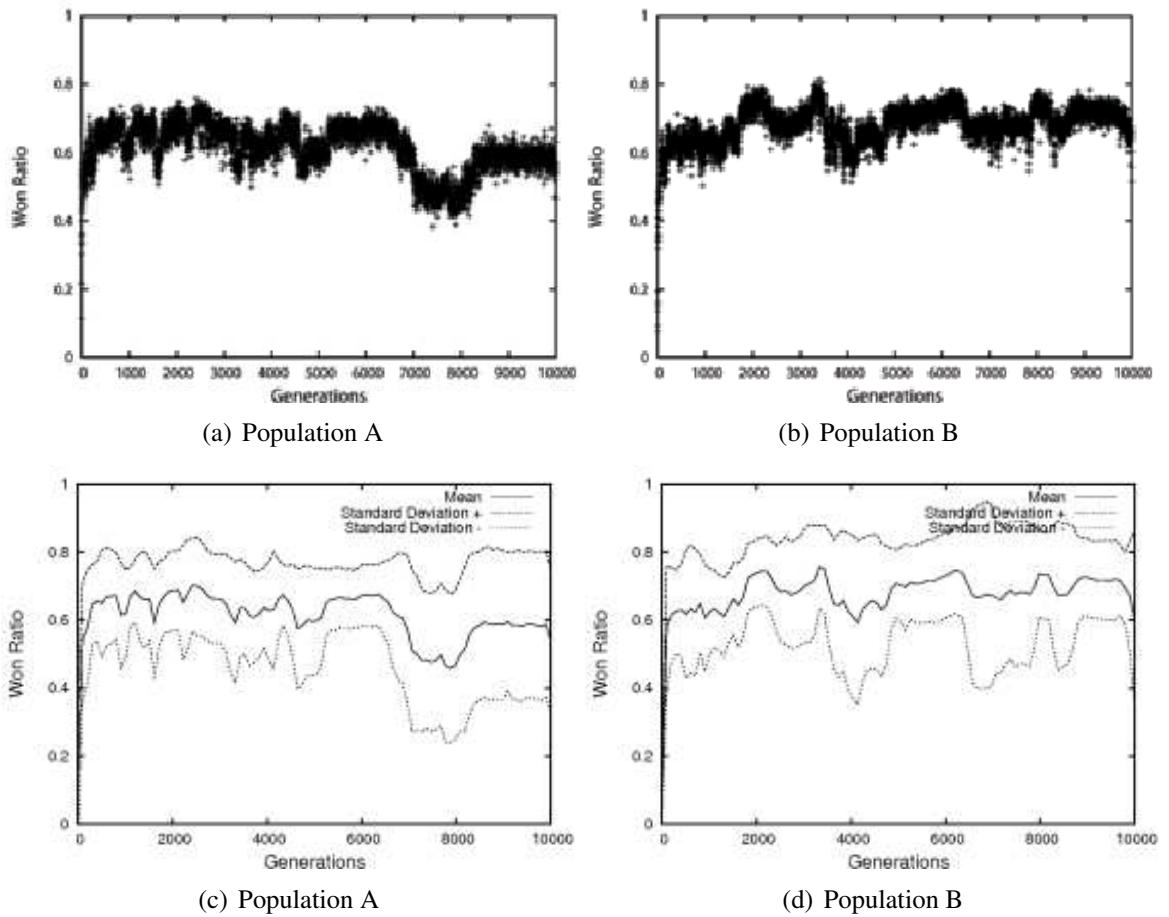 1
0.8
0.6
0.4
0.2
0
Won Ratio
0 1000 2000 3000 4000 5000 6000 7000 8000 9000 10000
Generations
(a) Population A
1
0.8
0.6
0.4
0.2
0
Won Ratio
0 1000 2000 3000 4000 5000 6000 7000 8000 9000 10000
Generations
(b) Population B
1
0.8
0.6
0.4
0.2
0
Won Ratio
Mean
Standard Deviation +
Standard Deviation -
0 2000 4000 6000 8000 10000
Generations
(c) Population A
1
0.8
0.6
0.4
0.2
0
Won Ratio
Mean
Standard Deviation +
Standard Deviation
0 2000 4000 6000 8000 10000
Generations
(d) Population B